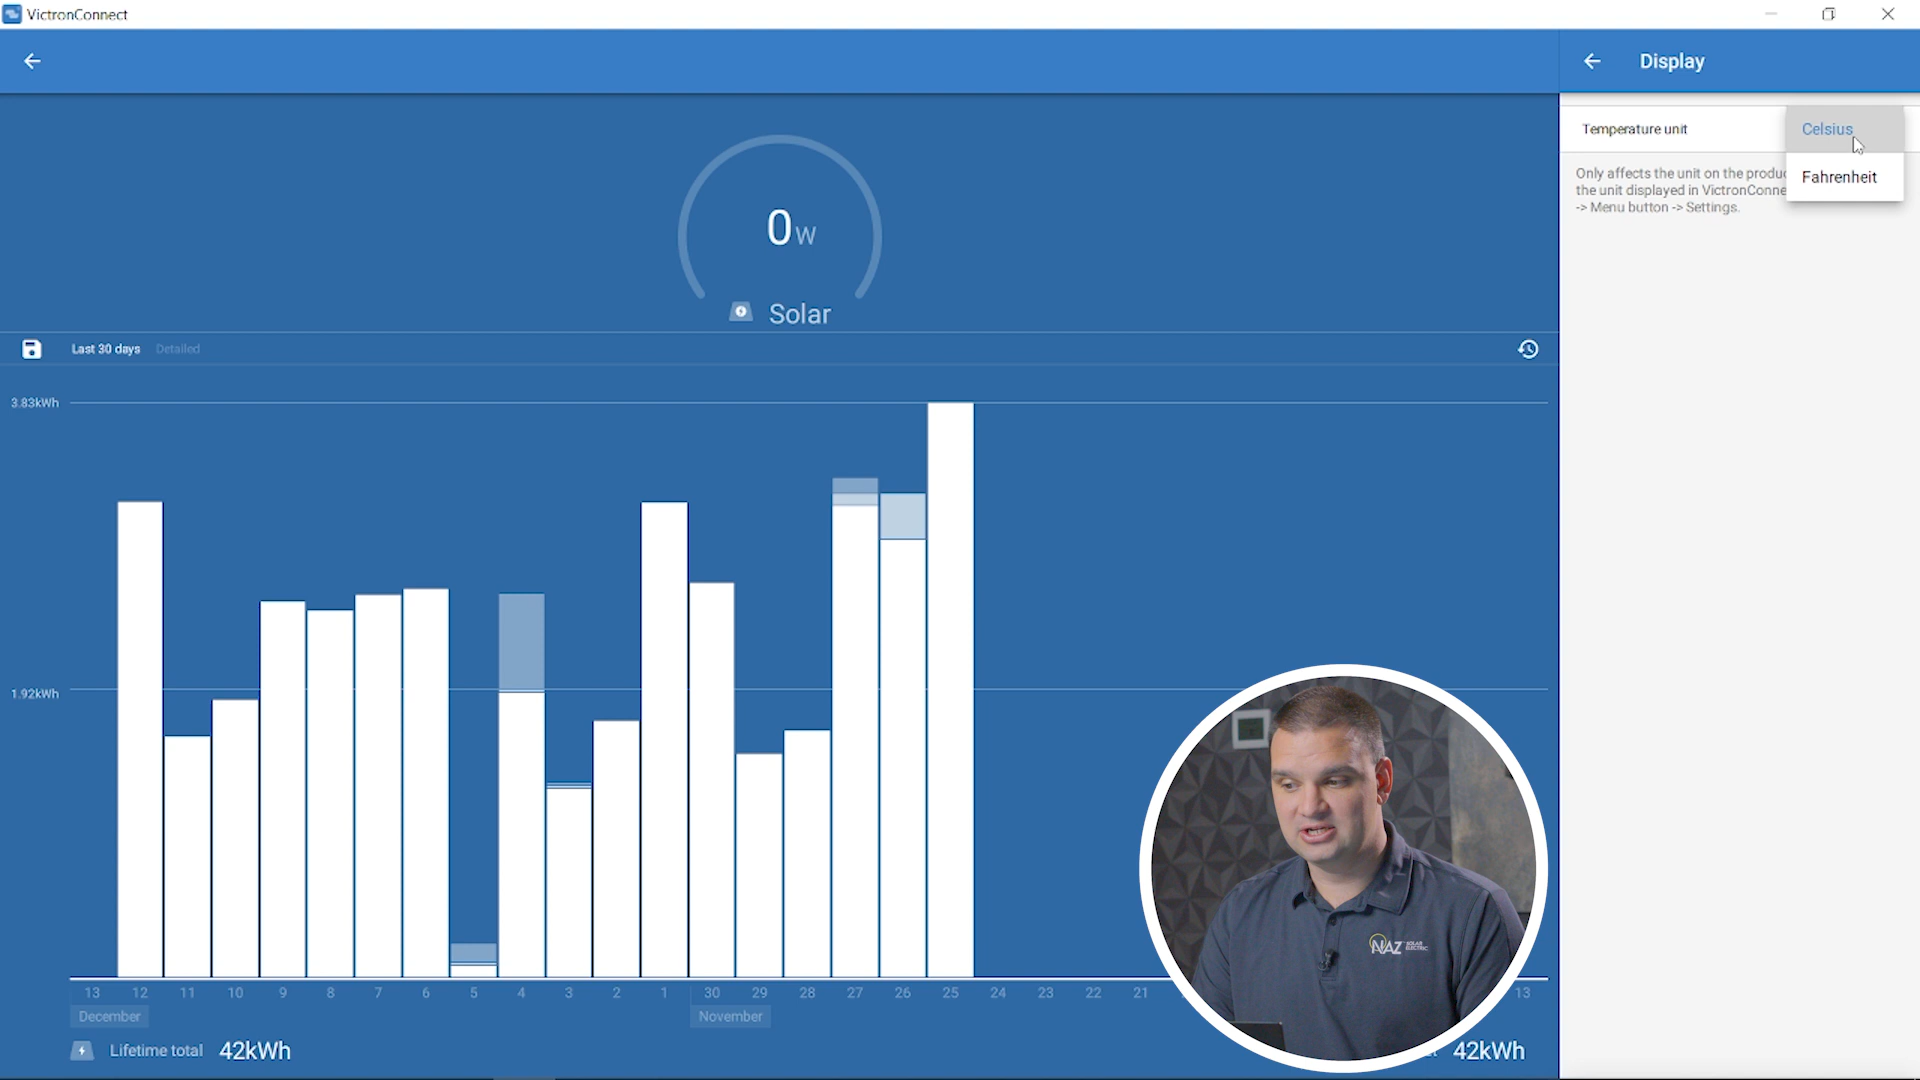 VictronConnect
Display
Temperature unit
Celsius
Fahrenheit
Only affects the unit on the
the unit displayed in
-> Menu button -> Settings.
0W
Solar
Last 30 days
Detailed
3.83kWh
1.92kWh
13 12 11 10 9 8 7 6 5 4 3 2 1 30 29 28 27 26 25 24 23 22 21 13
December
November
Lifetime total 42kWh
42kWh
NAZ SOLAR
ELECTRIC